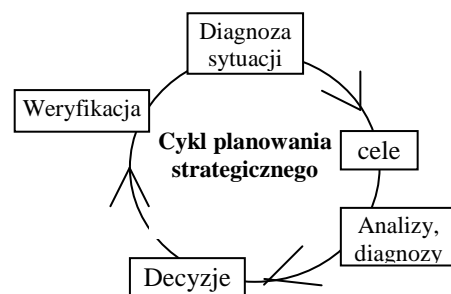 Diagnoza
sytuacji
Weryfikacja
Cykl planowania
strategicznego
cele
Analizy,
diagnozy
Decyzje